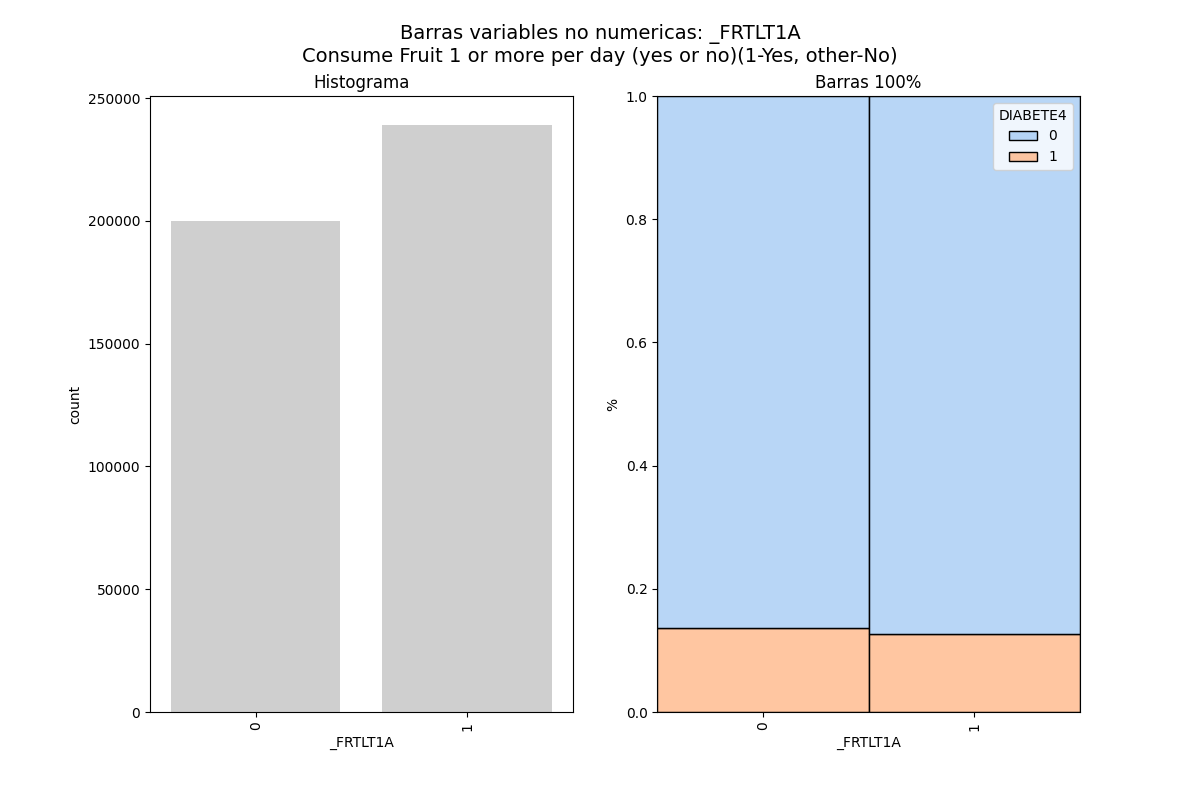 Barras variables no numericas: _FRTLT1A
Consume Fruit 1 or more per day (yes or no)(1-Yes, other-No)
Histograma
250000
200000
150000
100000
50000
0
count
0
1
_FRTLT1A
Barras 100%
1.0
0.8
0.6
0.4
0.2
0.0
%
DIABETE4
0
1
0
1
_FRTLT1A